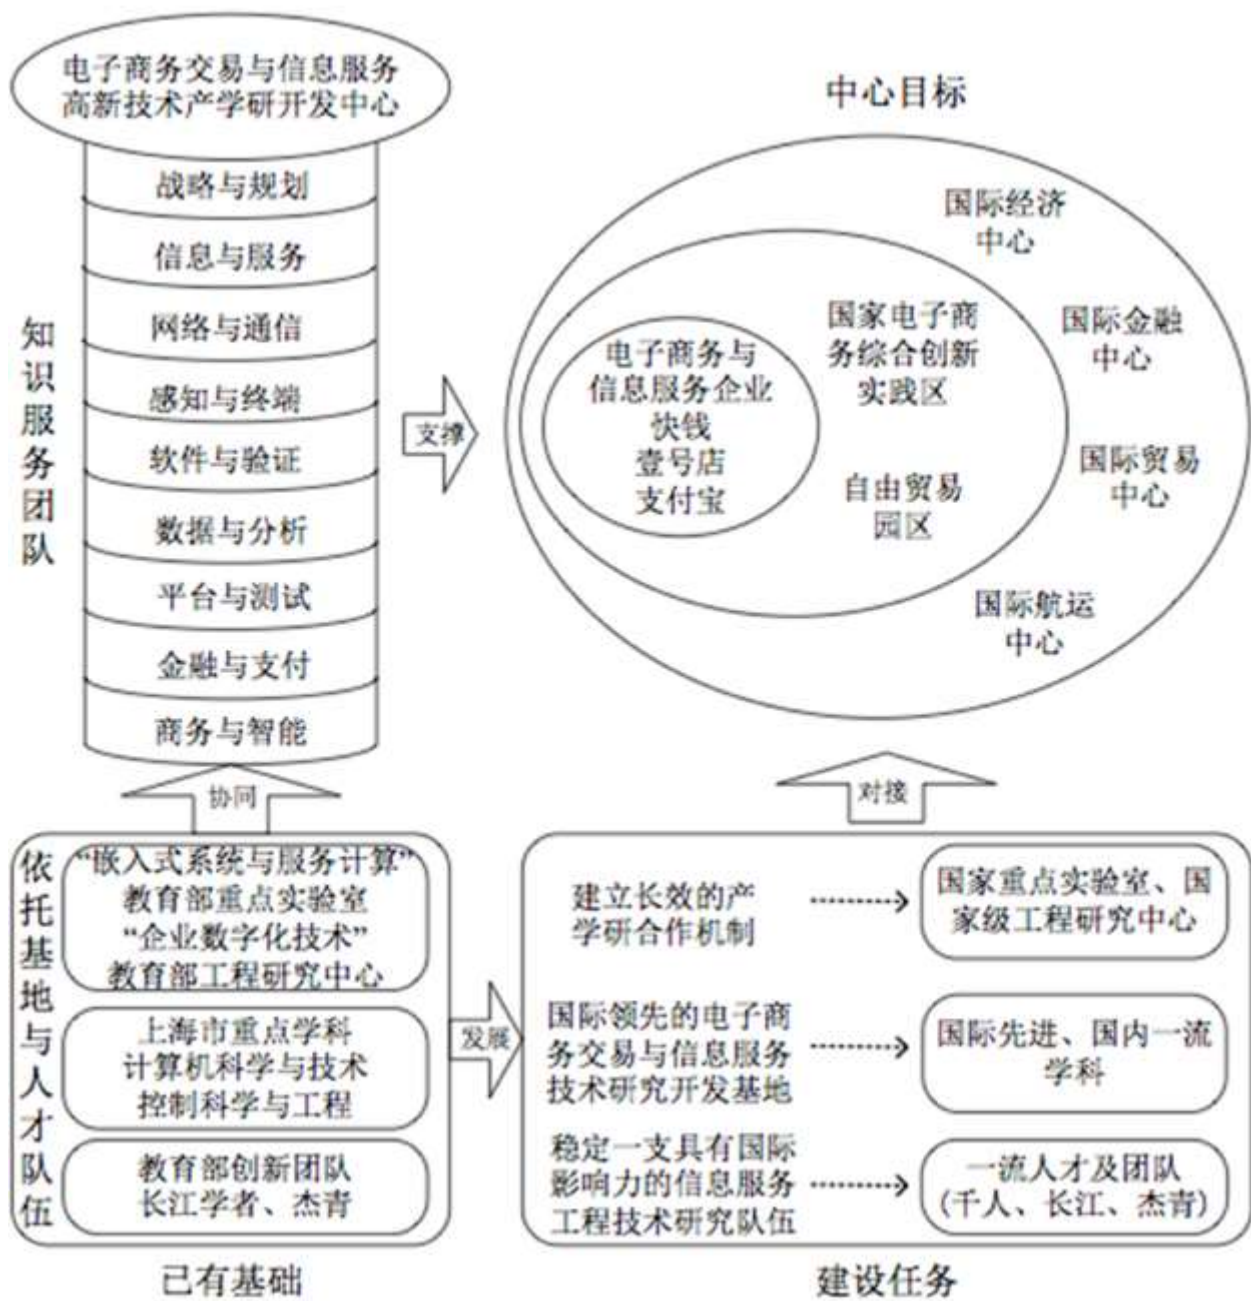 电子商务交易与信息服务
高新技术产学研开发中心
知识服务团队
战略与规划
信息与服务
网络与通信
感知与终端
软件与验证
数据与分析
平台与测试
金融与支付
商务与智能
支撑
中心目标
国际经济
中心
国际金融
中心
国际贸易
中心
国际航运
中心
国家电子商
务综合创新
实践区
自由贸易
园区
电子商务与
信息服务企业
快钱
壹号店
支付宝
协同
对接
依托基地与人才队伍
“嵌入式系统与服务计算”
教育部重点实验室
“企业数字化技术”
教育部工程研究中心
上海市重点学科
计算机科学与技术
控制科学与工程
教育部创新团队
长江学者、杰青
已有基础
发展
建立长效的产
学研合作机制
国家重点实验室、国
家级工程研究中心
国际领先的电子商
务交易与信息服务
技术研究开发基地
国际先进、国内一流
学科
稳定一支具有国际
影响力的信息服务
工程技术研究队伍
一流人才及团队
(千人、长江、杰青)
建设任务